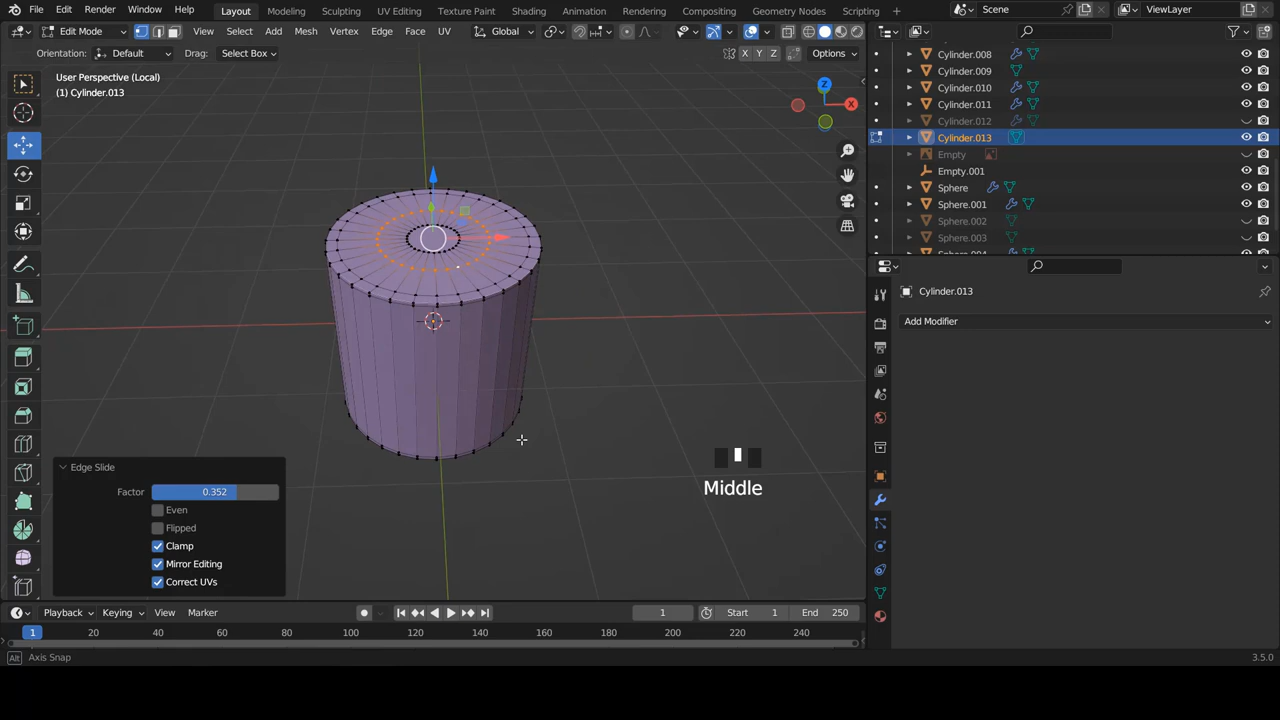 File Edit Render Window Help Layout Modeling Sculpting UV Editing Texture Paint Shading Animation Rendering Compositing Geometry Nodes Scripting Scene ViewLayer
Edit Mode View Select Add Mesh Vertex Edge Face UV Global
Orientation: Default Drag: Select Box X Y Z Options
User Perspective (Local)
(1) Cylinder.013
Z
X
Cylinder.008
Cylinder.009
Cylinder.010
Cylinder.011
Cylinder.012
Cylinder.013
Empty
Empty.001
Sphere
Sphere.001
Sphere.002
Sphere.003
Sphere.004
Cylinder.013
Add Modifier
Edge Slide
Factor 0.352
Even
Flipped
Clamp
Mirror Editing
Correct UVs
Middle
Playback Keying View Marker 1 Start 1 End 250
1 20 40 60 80 100 120 140 160 180 200 220 240
Alt Axis Snap 3.5.0